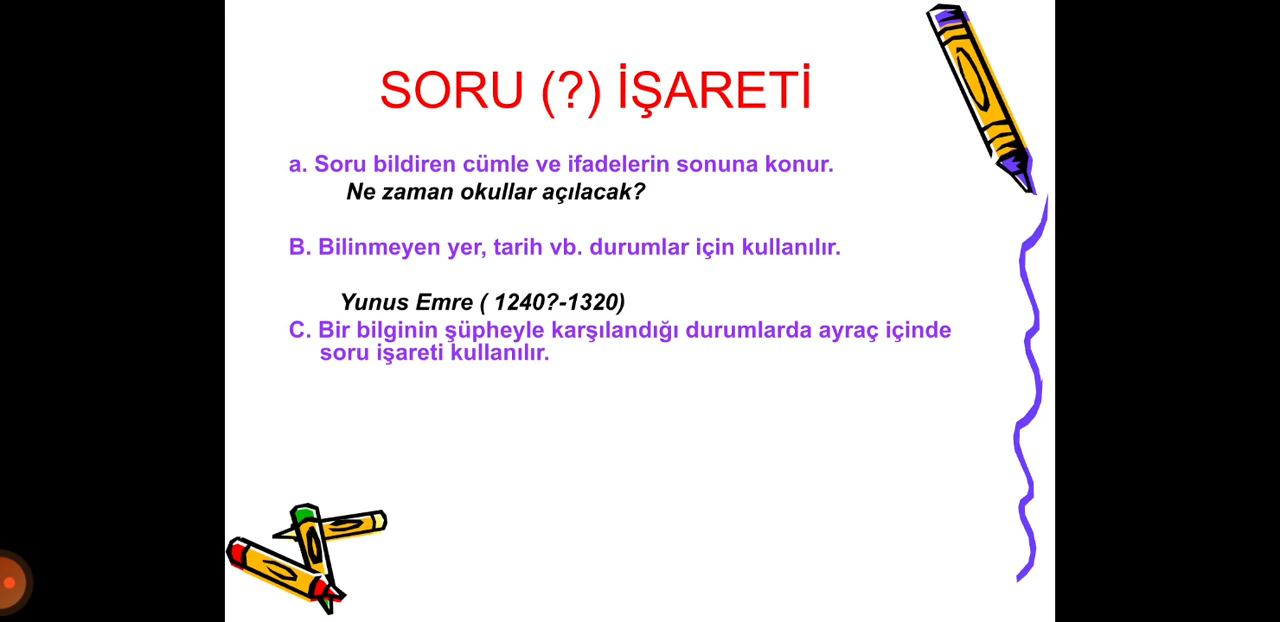 SORU (?) İŞARETİ
a. Soru bildiren cümle ve ifadelerin sonuna konur.
Ne zaman okullar açılacak?
B. Bilinmeyen yer, tarih vb. durumlar için kullanılır.
Yunus Emre ( 1240?-1320)
C. Bir bilginin şüpheyle karşılandığı durumlarda ayraç içinde
soru işareti kullanılır.